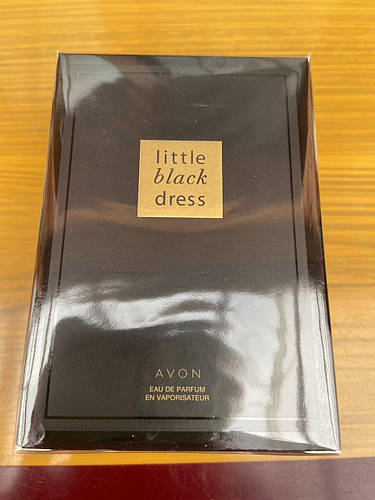 little
black
dress
AVON
EAU DE PARFUM
EN VAPORISATEUR